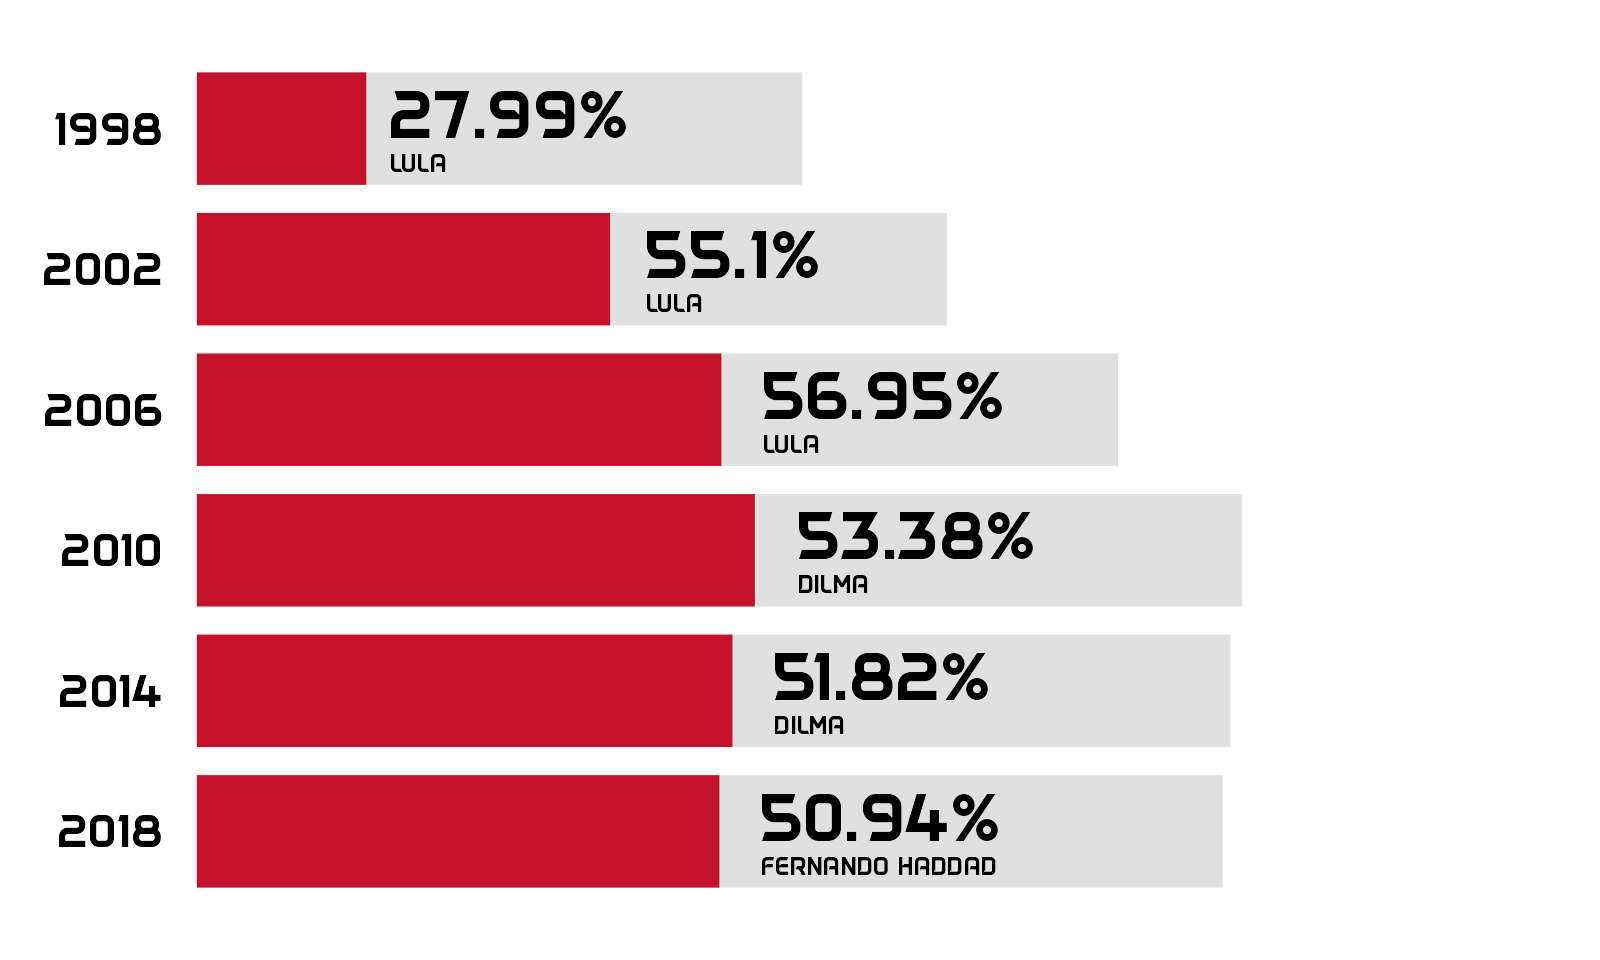 1998
27.99%
LULA
2002
55.1%
LULA
2006
56.95%
LULA
2010
53.38%
DILMA
2014
51.82%
DILMA
2018
50.94%
FERNANDO HADDAD